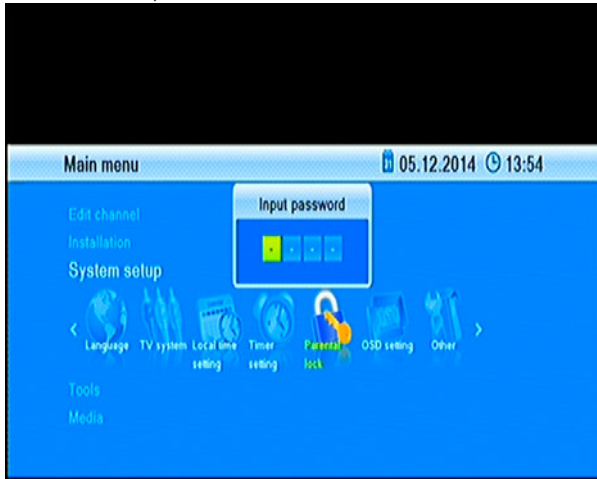 Main menu
31 05.12.2014 13:54
Edit channel
Input password
Installation
System setup
Language TV system Local time setting Timer setting Parental lock OSD setting Other
Tools
Media